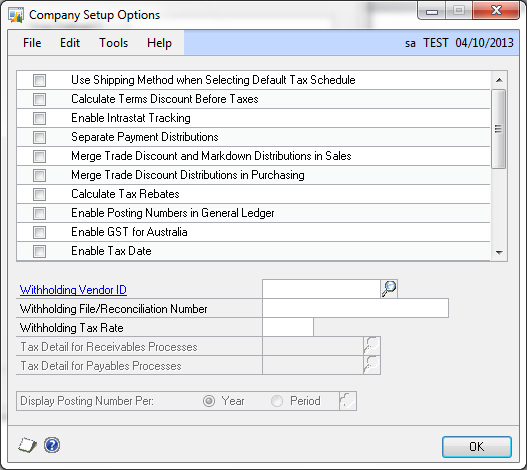 Company Setup Options
File Edit Tools Help sa TEST 04/10/2013
Use Shipping Method when Selecting Default Tax Schedule
Calculate Terms Discount Before Taxes
Enable Intrastat Tracking
Separate Payment Distributions
Merge Trade Discount and Markdown Distributions in Sales
Merge Trade Discount Distributions in Purchasing
Calculate Tax Rebates
Enable Posting Numbers in General Ledger
Enable GST for Australia
Enable Tax Date
Withholding Vendor ID
Withholding File/Reconciliation Number
Withholding Tax Rate
Tax Detail for Receivables Processes
Tax Detail for Payables Processes
Display Posting Number Per: Year Period
OK